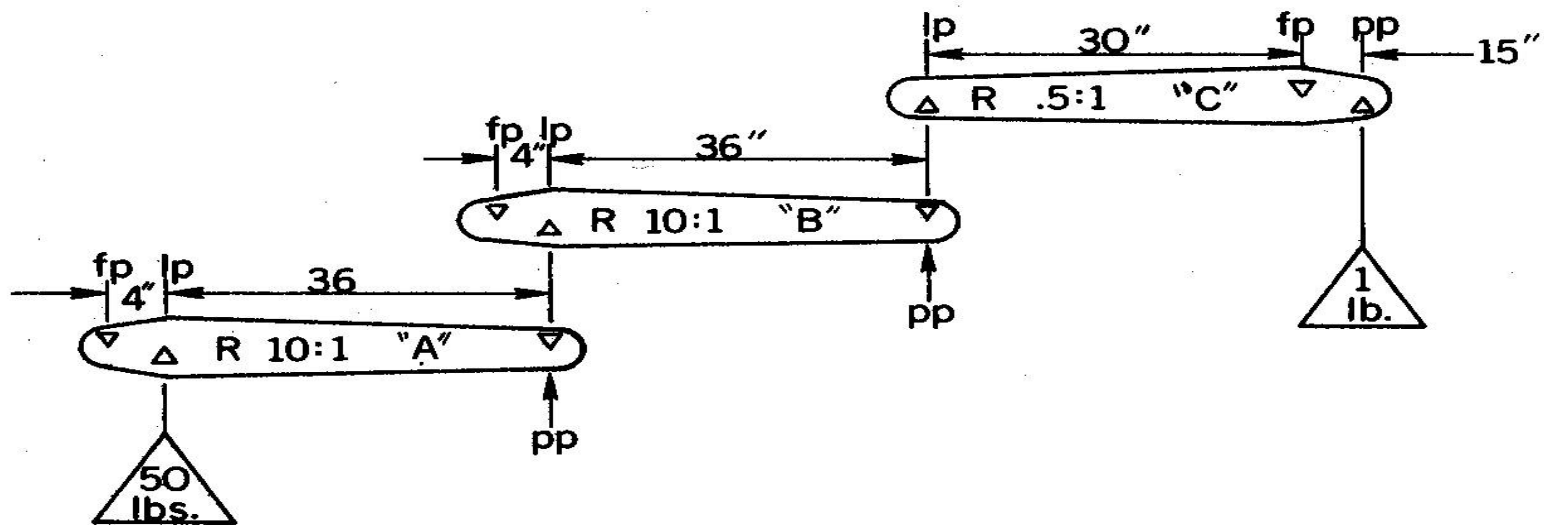 lp 30″ fp pp 15″
R .5:1 "C"
fp lp
4″ 36″
R 10:1 "B"
fp lp
4″ 36
pp
1
lb.
R 10:1 "A"
pp
50
lbs.